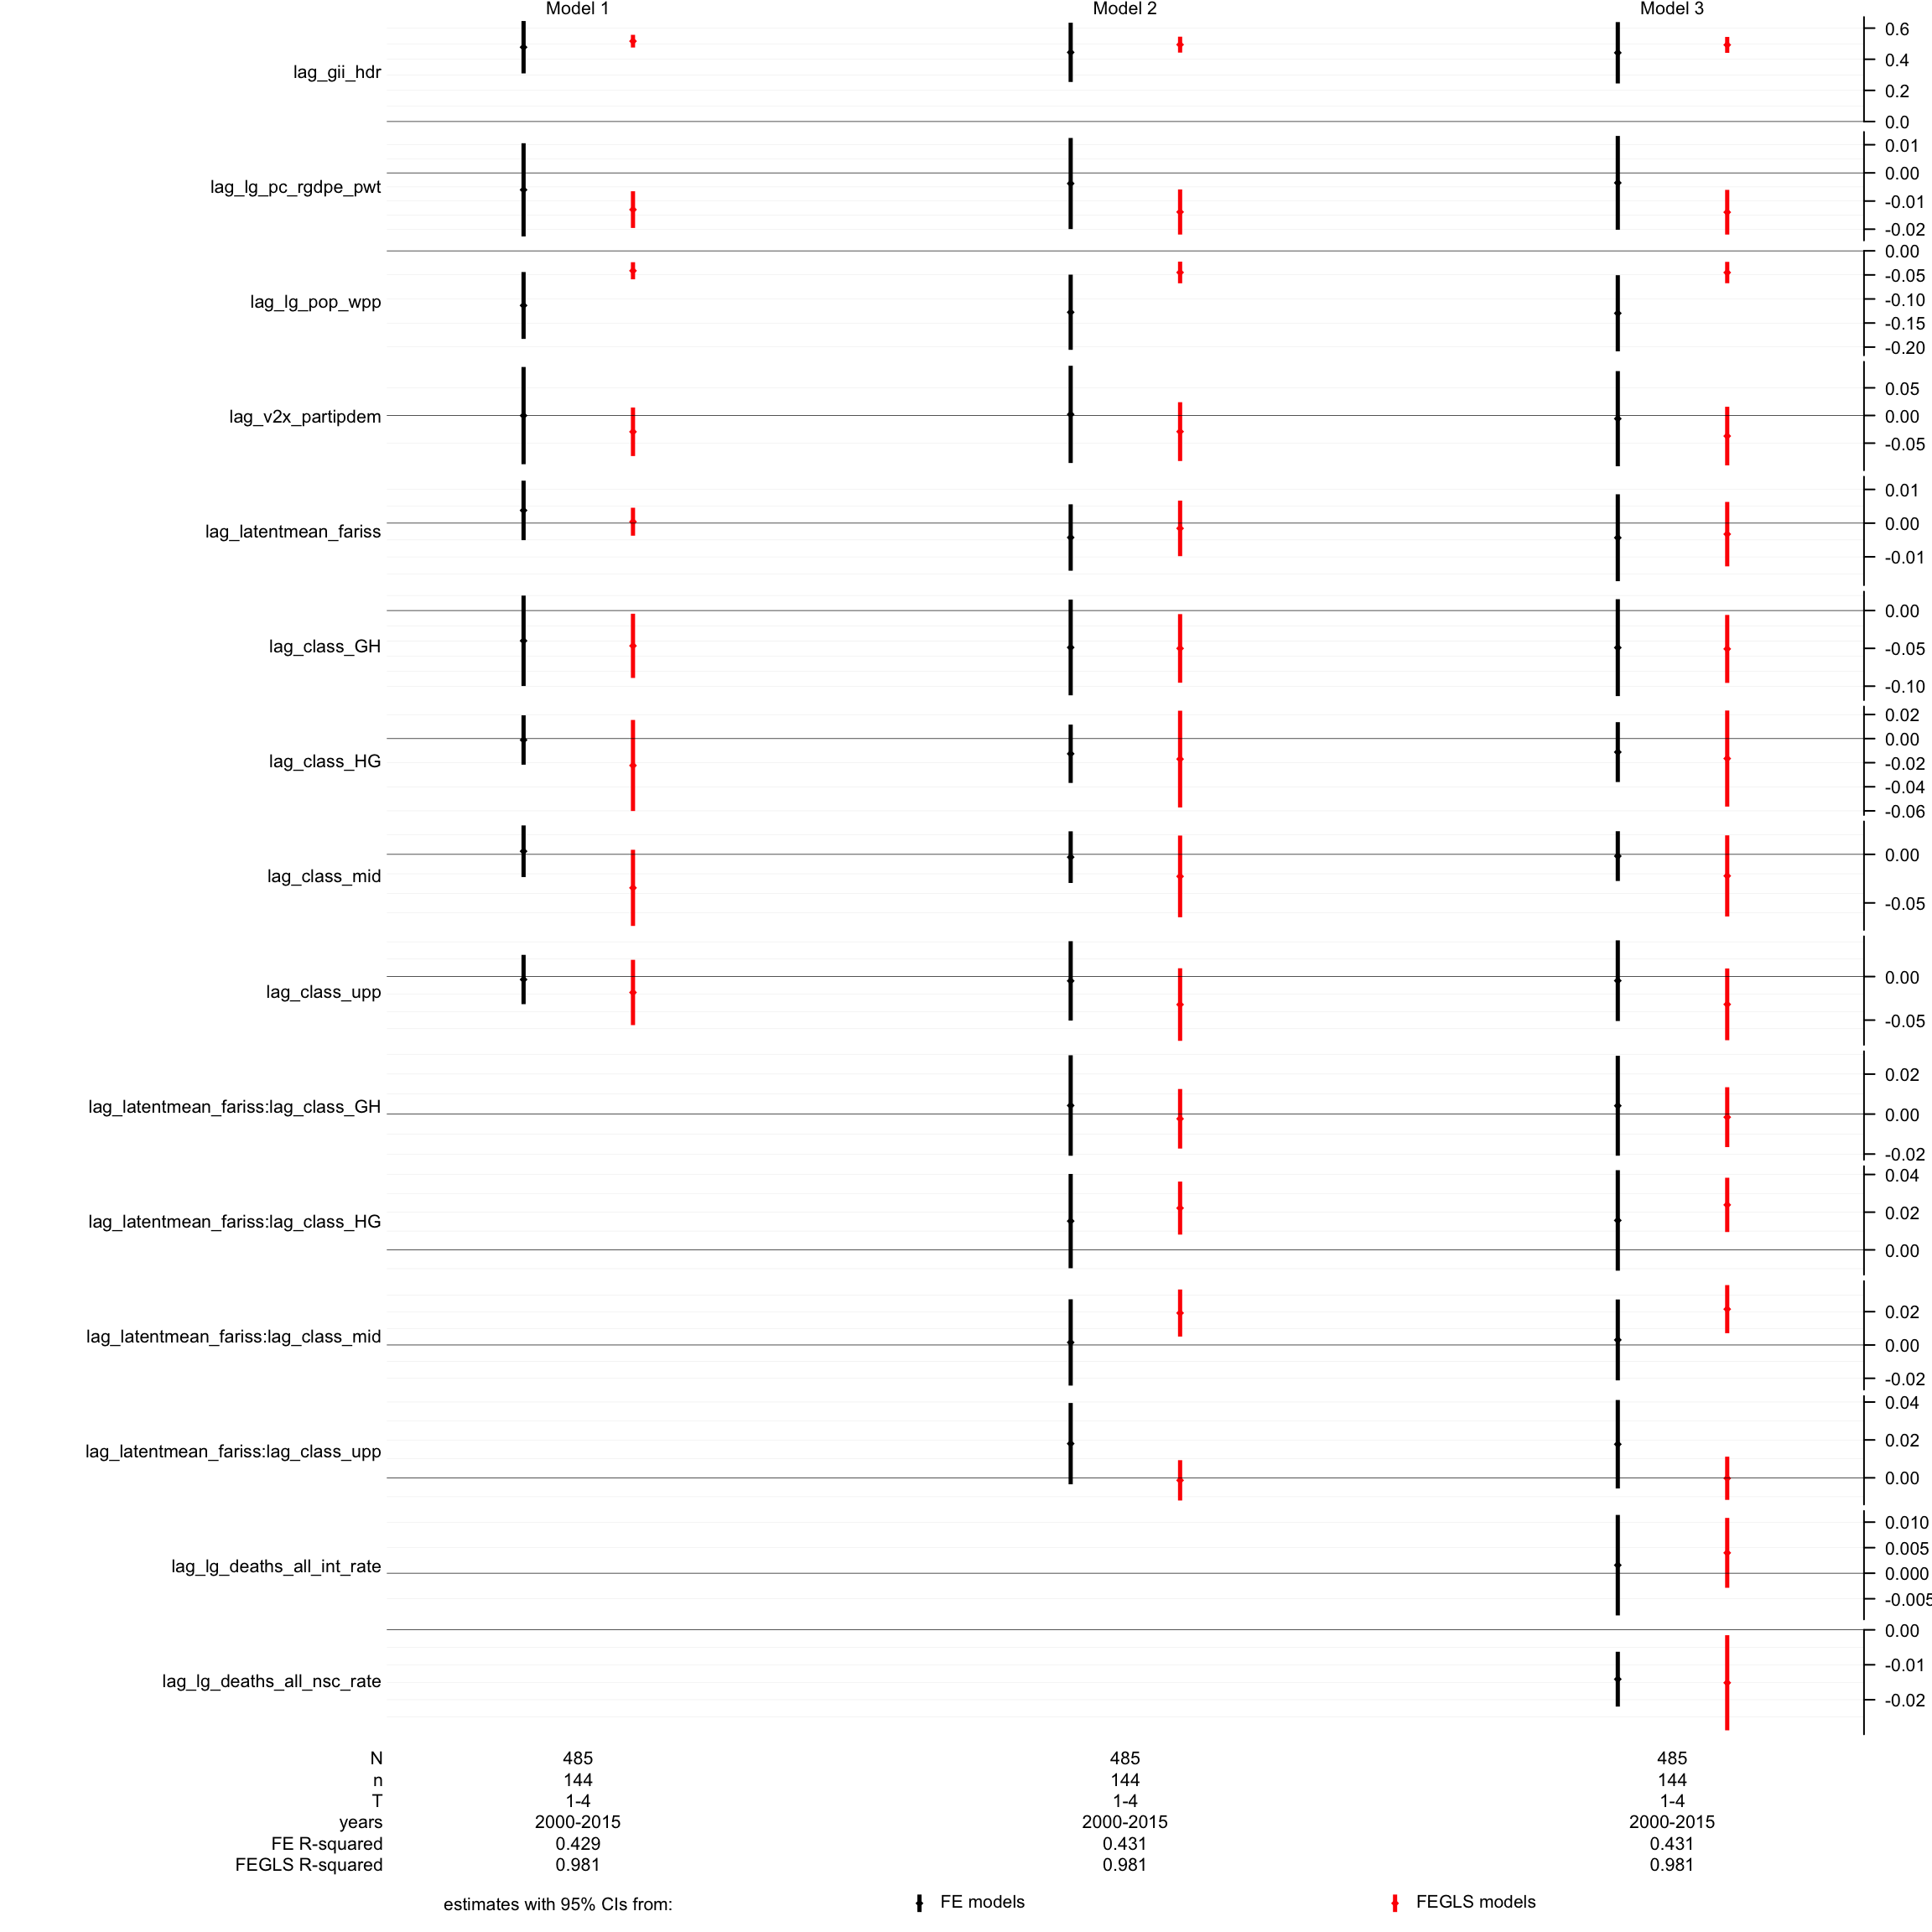 Model 1 Model 2 Model 3
lag_gii_hdr
0.6
0.4
0.2
0.0
lag_lg_pc_rgdpe_pwt
0.01
0.00
-0.01
-0.02
lag_lg_pop_wpp
0.00
-0.05
-0.10
-0.15
-0.20
lag_v2x_partipdem
0.05
0.00
-0.05
lag_latentmean_fariss
0.01
0.00
-0.01
lag_class_GH
0.00
-0.05
-0.10
lag_class_HG
0.02
0.00
-0.02
-0.04
-0.06
lag_class_mid
0.00
-0.05
lag_class_upp
0.00
-0.05
lag_latentmean_fariss:lag_class_GH
0.02
0.00
-0.02
lag_latentmean_fariss:lag_class_HG
0.04
0.02
0.00
lag_latentmean_fariss:lag_class_mid
0.02
0.00
-0.02
lag_latentmean_fariss:lag_class_upp
0.04
0.02
0.00
lag_lg_deaths_all_int_rate
0.010
0.005
0.000
-0.005
lag_lg_deaths_all_nsc_rate
0.00
-0.01
-0.02
N 485 485 485
n 144 144 144
T 1-4 1-4 1-4
years 2000-2015 2000-2015 2000-2015
FE R-squared 0.429 0.431 0.431
FEGLS R-squared 0.981 0.981 0.981
estimates with 95% CIs from: FE models FEGLS models